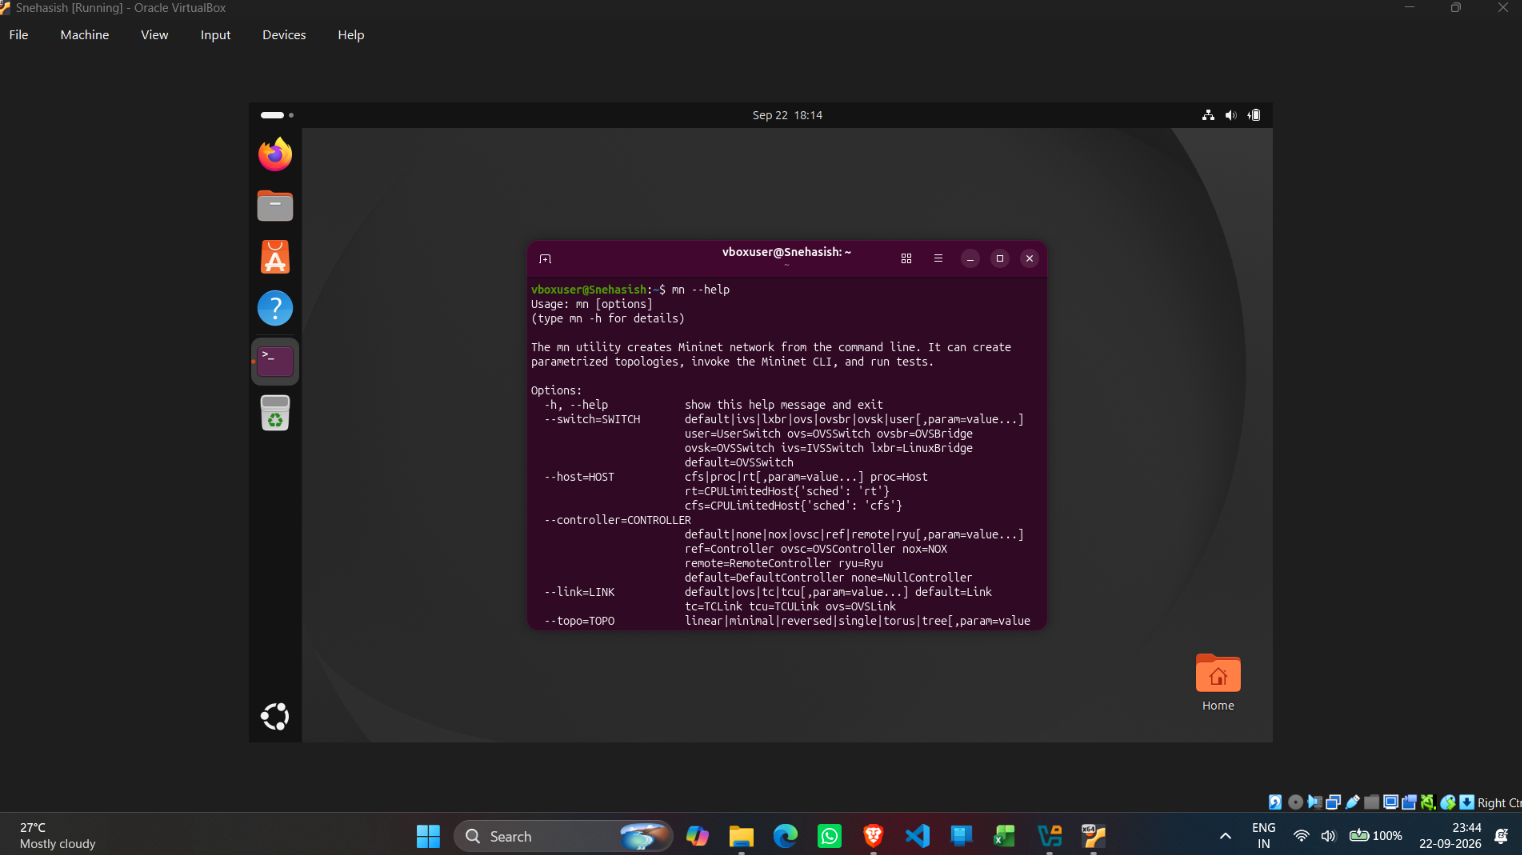 Snehasish [Running] - Oracle VirtualBox
File Machine View Input Devices Help
Sep 22 18:14
vboxuser@Snehasish: ~
~
vboxuser@Snehasish:~$ mn --help
Usage: mn [options]
(type mn -h for details)
The mn utility creates Mininet network from the command line. It can create
parametrized topologies, invoke the Mininet CLI, and run tests.
Options:
-h, --help show this help message and exit
--switch=SWITCH default|ivs|lxbr|ovs|ovsbr|ovsk|user[,param=value...]
user=UserSwitch ovs=OVSSwitch ovsbr=OVSBridge
ovsk=OVSSwitch ivs=IVSSwitch lxbr=LinuxBridge
default=OVSSwitch
--host=HOST cfs|proc|rt[,param=value...] proc=Host
rt=CPULimitedHost{'sched': 'rt'}
cfs=CPULimitedHost{'sched': 'cfs'}
--controller=CONTROLLER
default|none|nox|ovsc|ref|remote|ryu[,param=value...]
ref=Controller ovsc=OVSController nox=NOX
remote=RemoteController ryu=Ryu
default=DefaultController none=NullController
--link=LINK default|ovs|tc|tcu[,param=value...] default=Link
tc=TCLink tcu=TCULink ovs=OVSLink
--topo=TOPO linear|minimal|reversed|single|torus|tree[,param=value
Home
Right Ctr
27°C
Mostly cloudy
Search
ENG
IN
100%
23:44
22-09-2026